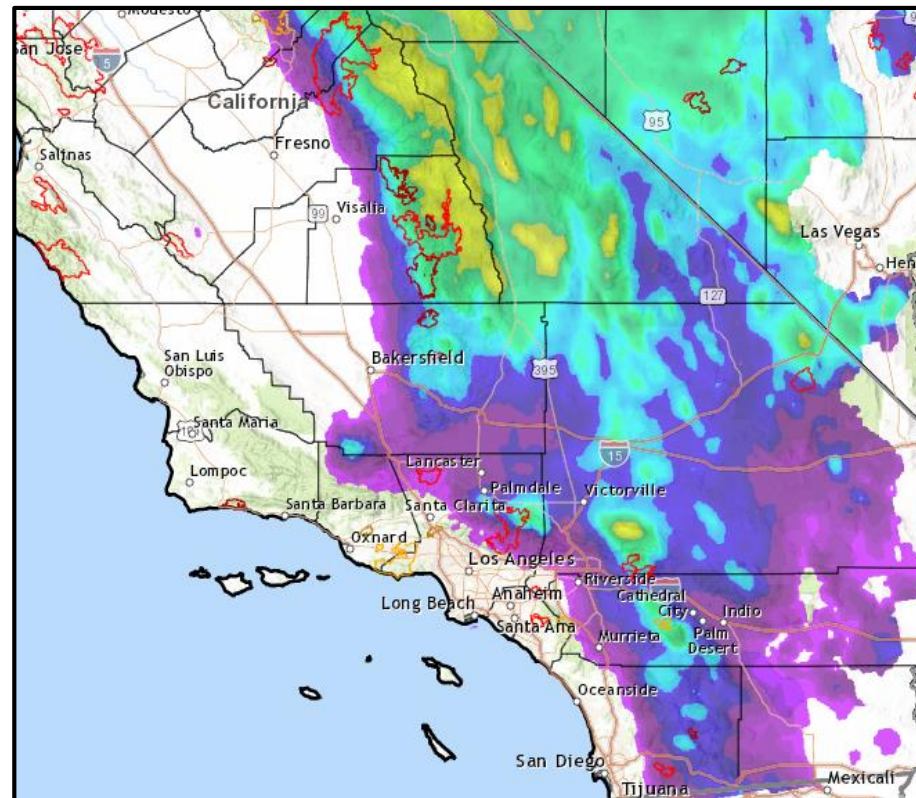 Modesto
San Jose
5
California
95
Fresno
Salinas
Visalia
99
Las Vegas
Hen
127
San Luis
Obispo
Bakersfield
395
Santa Maria
101
Lancaster
15
Lompoc
Palmdale
Victorville
Santa Barbara
Santa Clarita
Oxnard
Los Angeles
Riverside
Long Beach
Anaheim
Cathedral
City
Indio
Santa Ana
Palm
Desert
Murrieta
Oceanside
San Diego
Tijuana
Mexicali